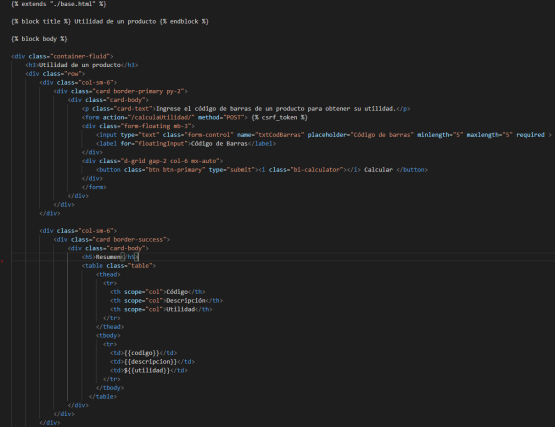 {% extends "./base.html" %}
{% block title %} Utilidad de un producto {% endblock %}
{% block body %}
<div class="container-fluid">
<h3>Utilidad de un producto</h3>
<div class="row">
<div class="col-sm-6">
<div class="card border-primary py-2">
<div class="card-body">
<p class="card-text">Ingrese el código de barras de un producto para obtener su utilidad.</p>
<form action="/calculaUtilidad/" method="POST"> {% csrf_token %}
<div class="form-floating mb-3">
<input type="text" class="form-control" name="txtCodBarras" placeholder="Código de barras" minlength="5" maxlength="5" required >
<label for="floatingInput">Código de Barras</label>
</div>
<div class="d-grid gap-2 col-6 mx-auto">
<button class="btn btn-primary" type="submit"><i class="bi-calculator"></i> Calcular </button>
</div>
</form>
</div>
</div>
</div>
<div class="col-sm-6">
<div class="card border-success">
<div class="card-body">
<h5>Resumen</h5>
<table class="table">
<thead>
<tr>
<th scope="col">Código</th>
<th scope="col">Descripción</th>
<th scope="col">Utilidad</th>
</tr>
</thead>
<tbody>
<tr>
<td>{{codigo}}</td>
<td>{{descripcion}}</td>
<td>${{utilidad}}</td>
</tr>
</tbody>
</table>
</div>
</div>
</div>